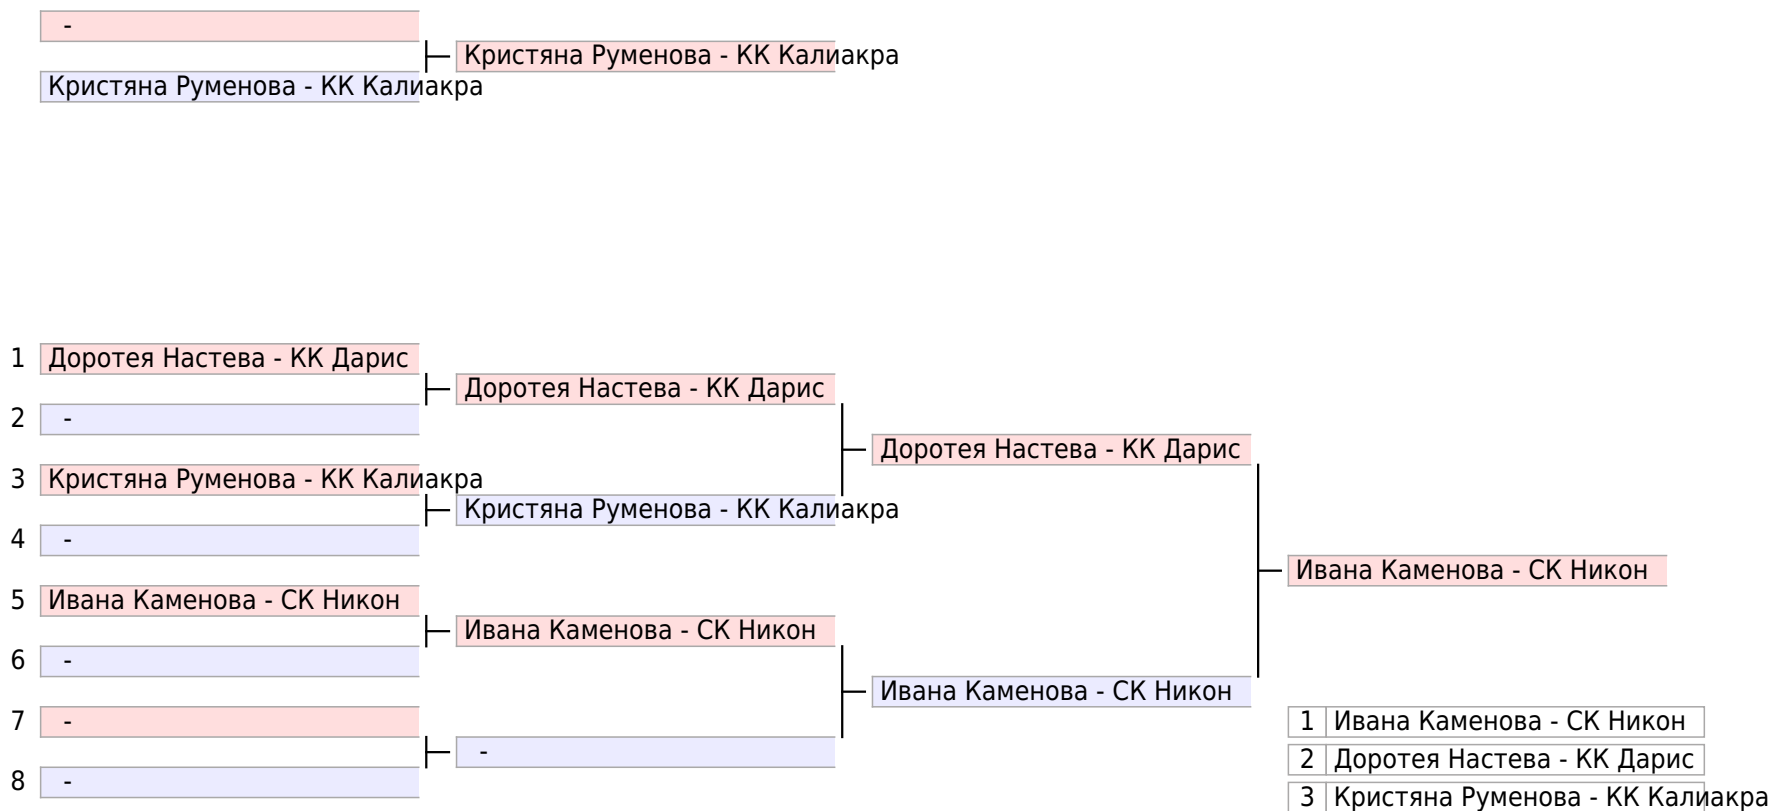 -
Кристяна Руменова - КК Калиакра
Кристяна Руменова - КК Калиакра
1 Доротея Настева - КК Дарис
Доротея Настева - КК Дарис
2 -
Доротея Настева - КК Дарис
3 Кристяна Руменова - КК Калиакра
Кристяна Руменова - КК Калиакра
4 -
Ивана Каменова - СК Никон
5 Ивана Каменова - СК Никон
Ивана Каменова - СК Никон
6 -
Ивана Каменова - СК Никон
7 -
-
8 -
1 Ивана Каменова - СК Никон
2 Доротея Настева - КК Дарис
3 Кристяна Руменова - КК Калиакра